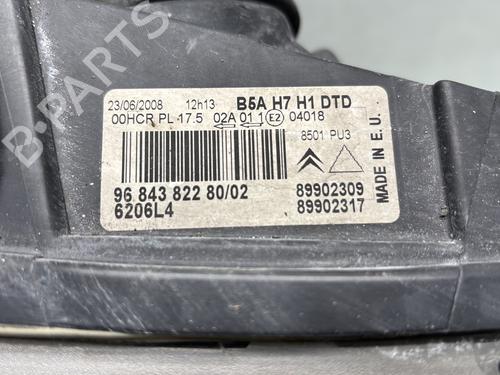 23/06/2008 12h13 B5A H7 H1 DTD
00HCR PL 17.5 02A 01 1 E2 04018
8501 PU3
MADE IN E.U.
96 843 822 80/02 89902309
6206L4 89902317
B-PARTS